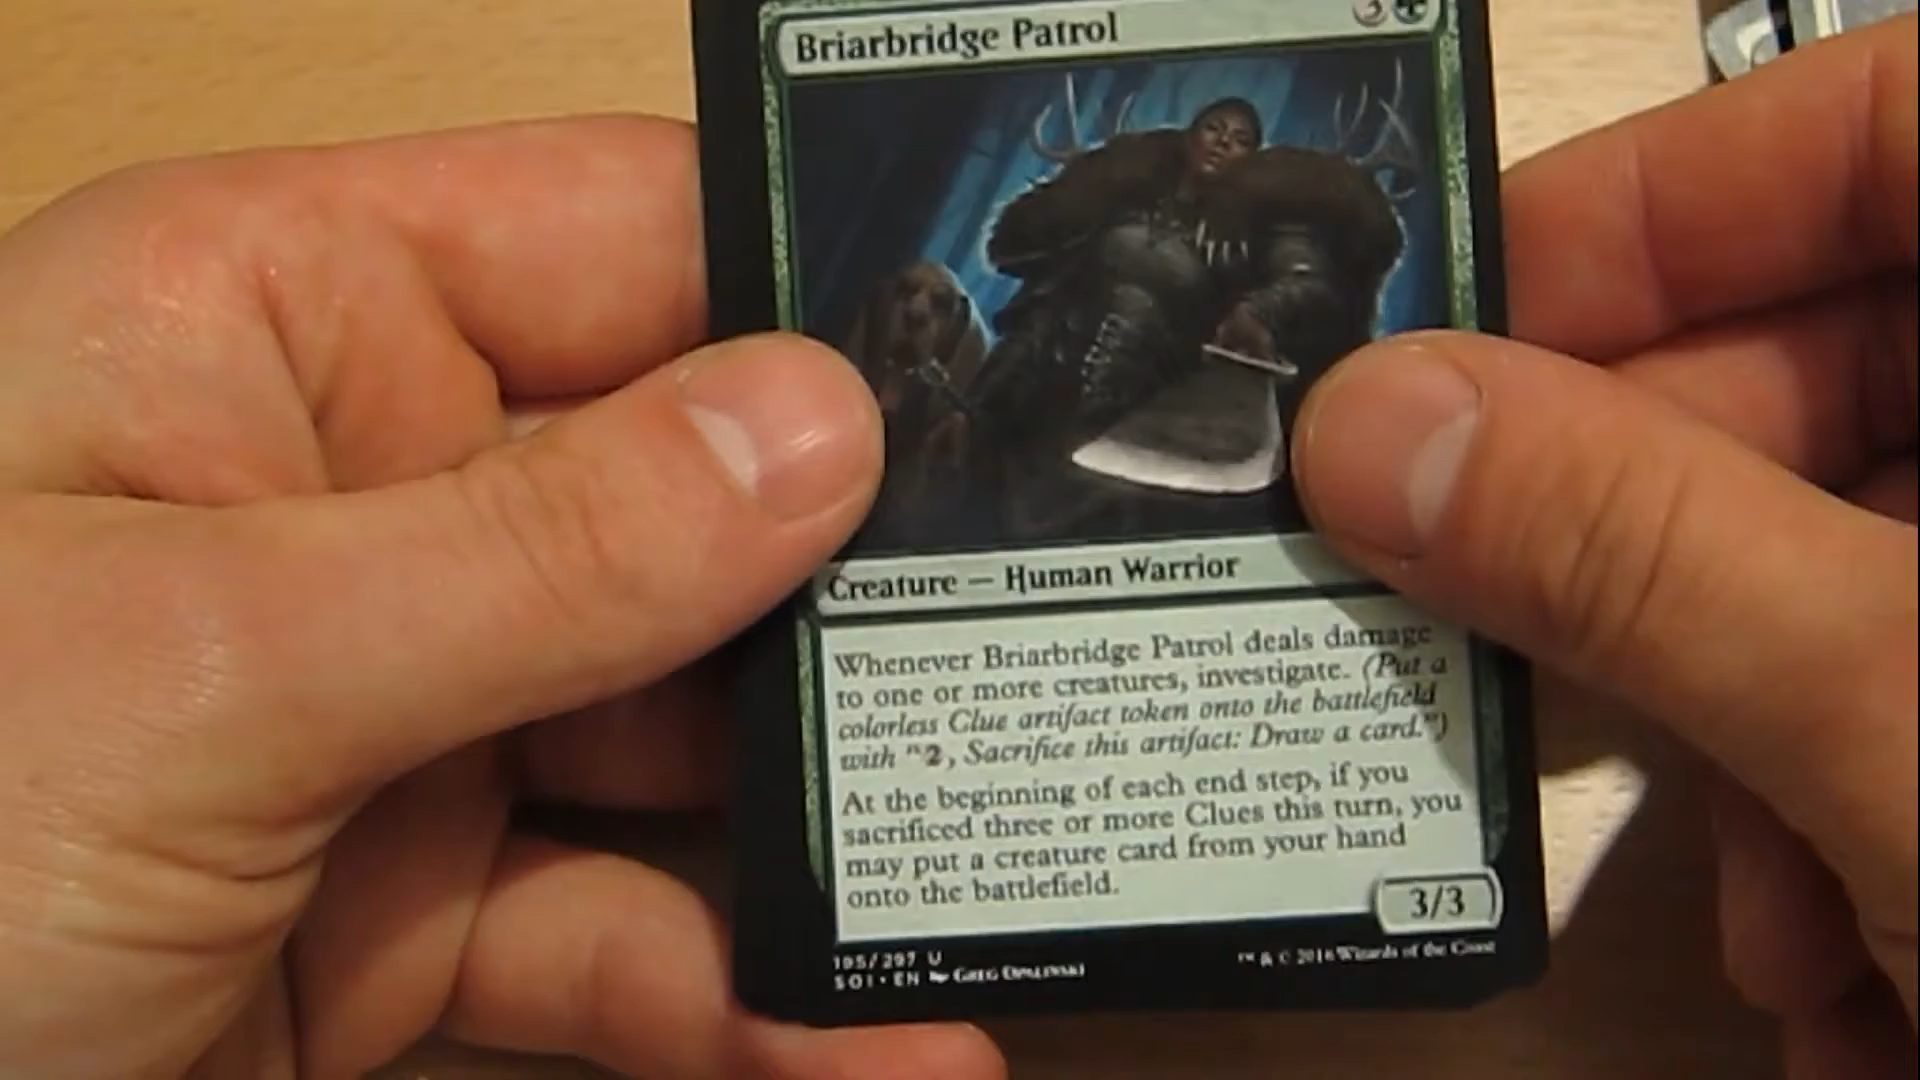 Briarbridge Patrol 3
Creature — Human Warrior
Whenever Briarbridge Patrol deals damage
to one or more creatures, investigate. (Put a
colorless Clue artifact token onto the battlefield
with "2, Sacrifice this artifact: Draw a card.")
At the beginning of each end step, if you
sacrificed three or more Clues this turn, you
may put a creature card from your hand
onto the battlefield.
3/3
195/297 U
SOI • EN Greg Opalinski
™ & © 2016 Wizards of the Coast